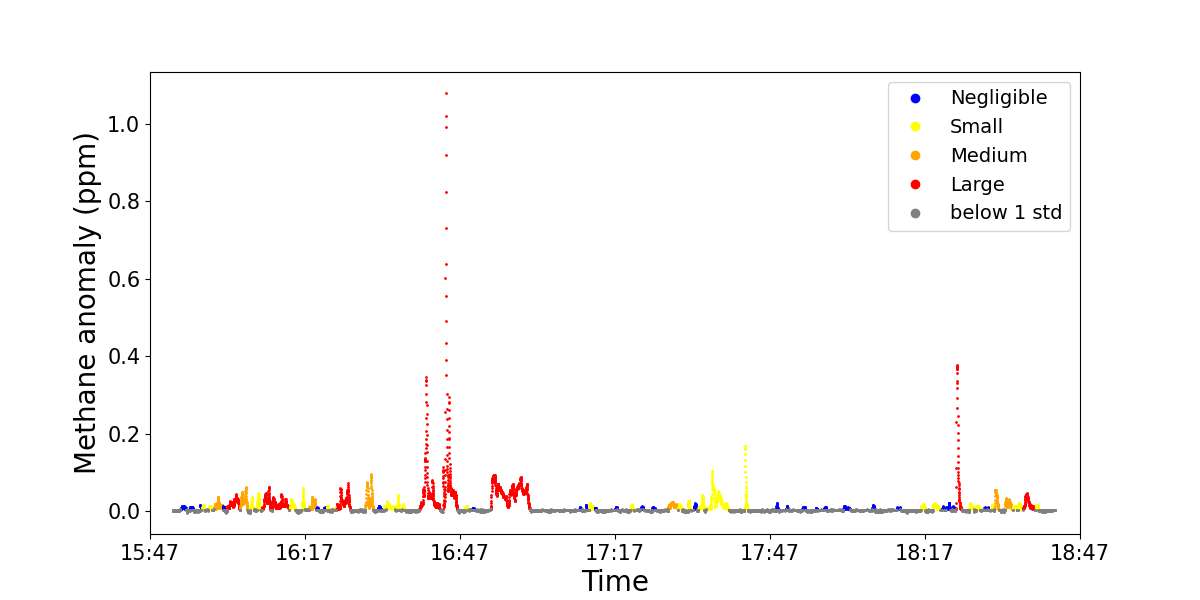 Methane anomaly (ppm)
1.0
0.8
0.6
0.4
0.2
0.0
Negligible
Small
Medium
Large
below 1 std
15:47 16:17 16:47 17:17 17:47 18:17 18:47
Time